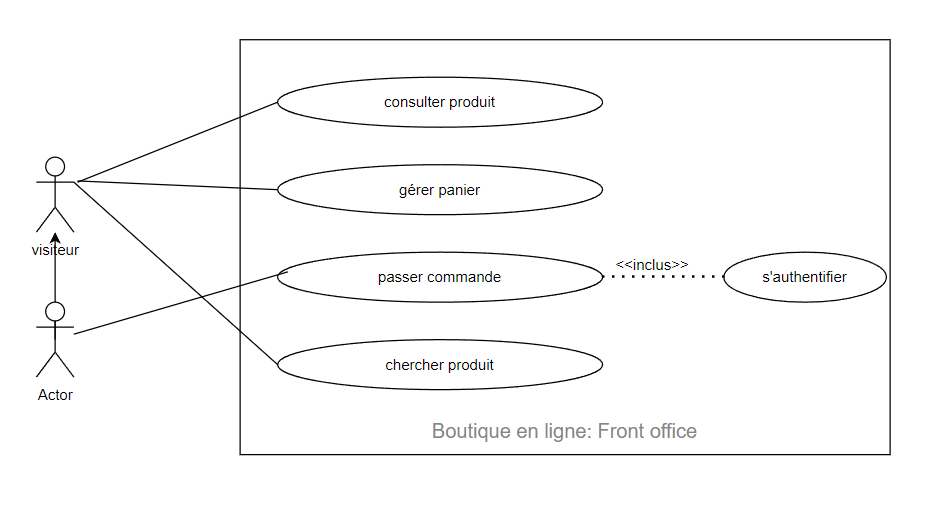 consulter produit
gérer panier
visiteur
<<inclus>>
passer commande
s'authentifier
chercher produit
Actor
Boutique en ligne: Front office